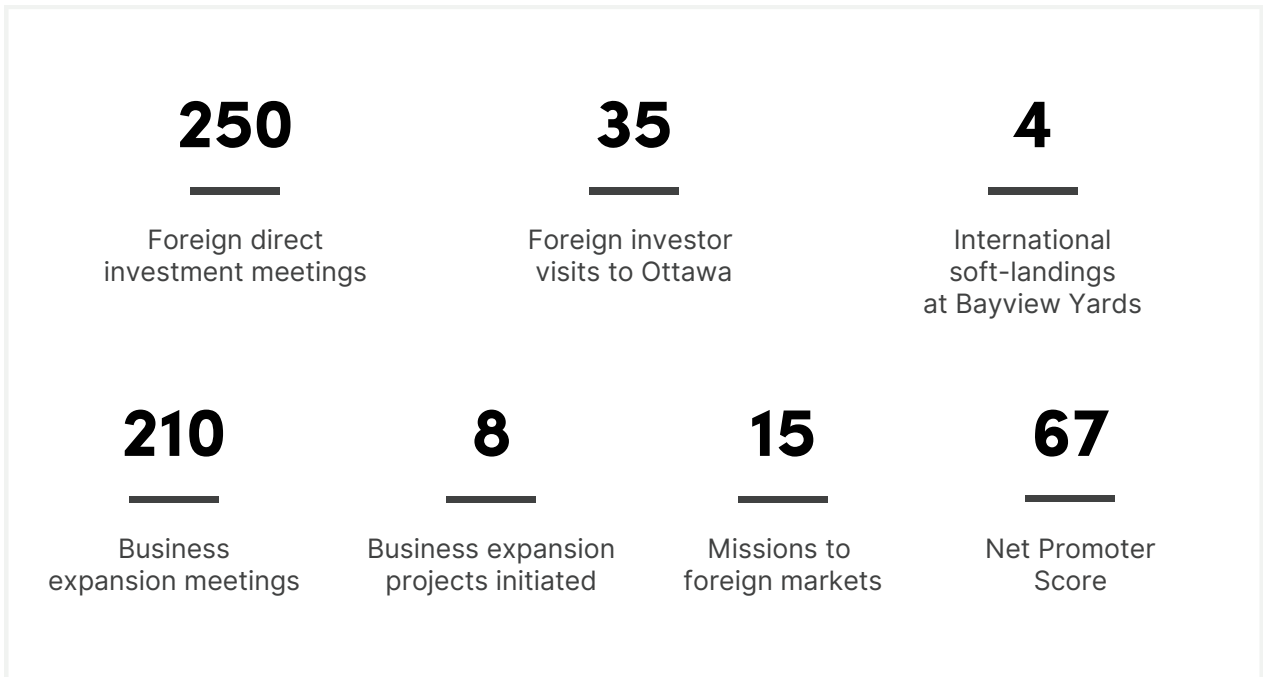 250
Foreign direct
investment meetings
35
Foreign investor
visits to Ottawa
4
International
soft-landings
at Bayview Yards
210
Business
expansion meetings
8
Business expansion
projects initiated
15
Missions to
foreign markets
67
Net Promoter
Score